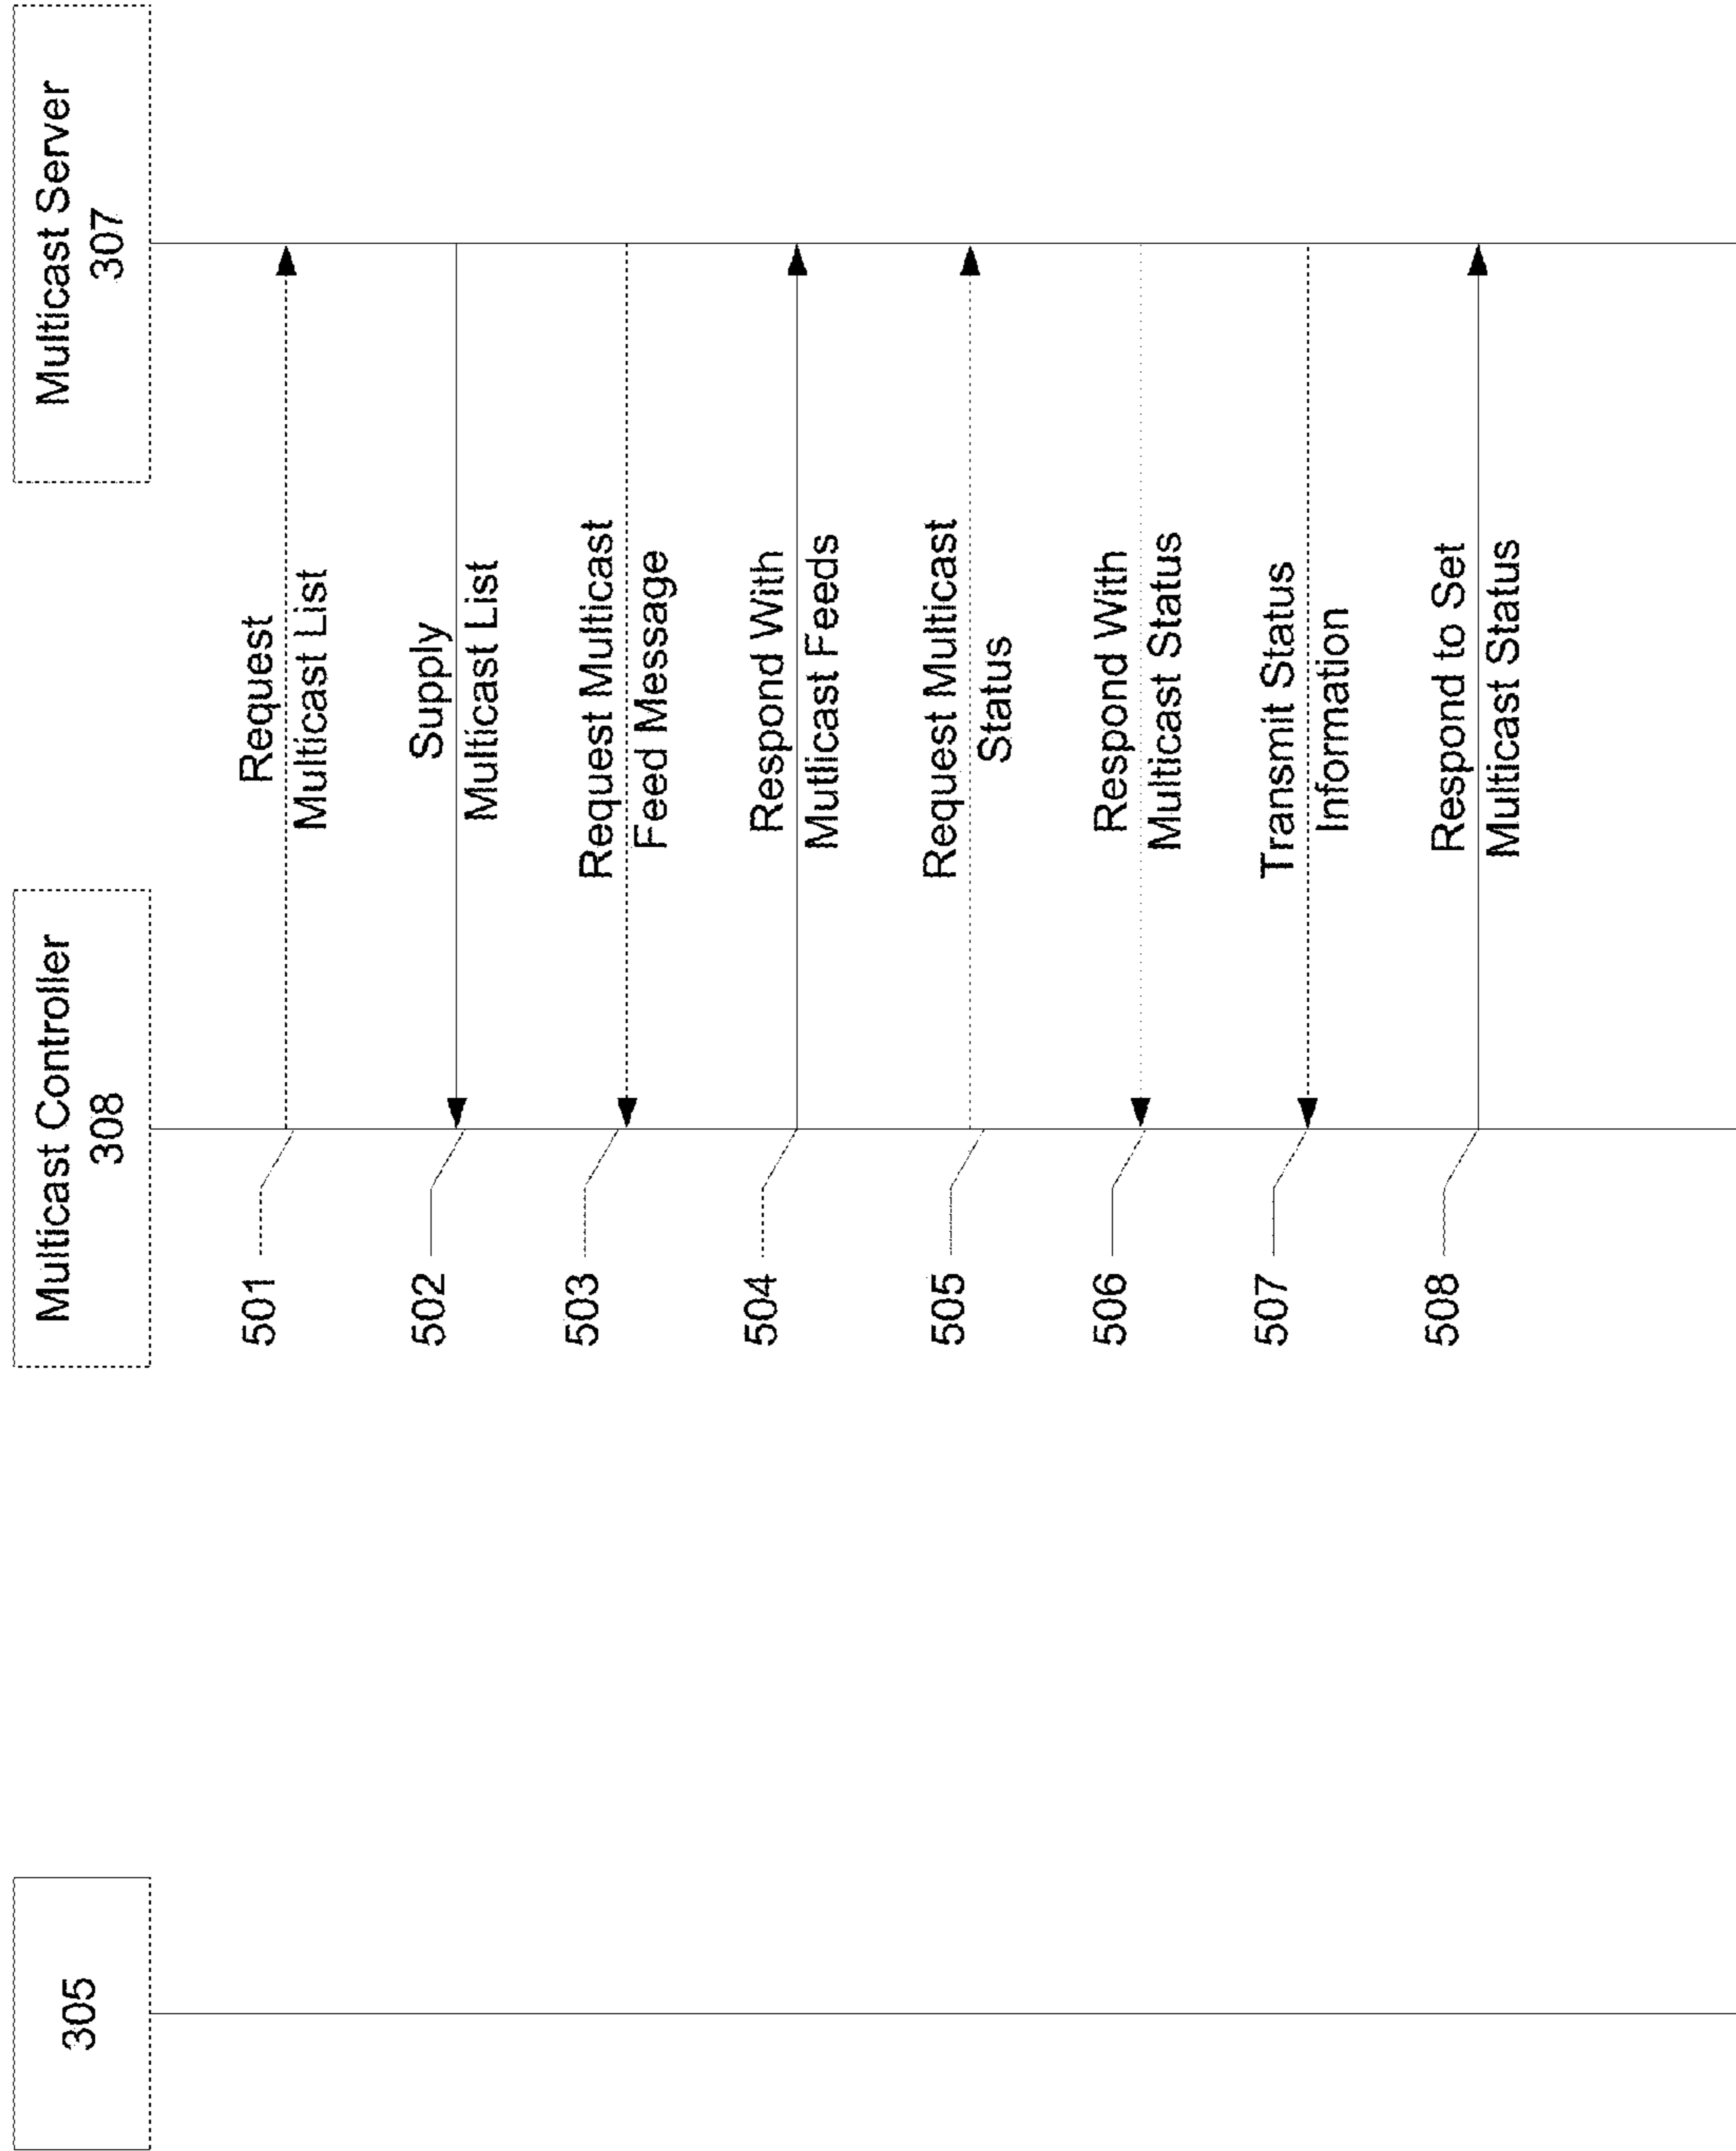 305
Multicast Controller
308
Multicast Server
307
501
Request
Multicast List
502
Supply
Multicast List
503
Request Multicast
Feed Message
504
Respond With
Mutlicast Feeds
505
Request Multicast
Status
506
Respond With
Multicast Status
507
Transmit Status
Information
508
Respond to Set
Multicast Status